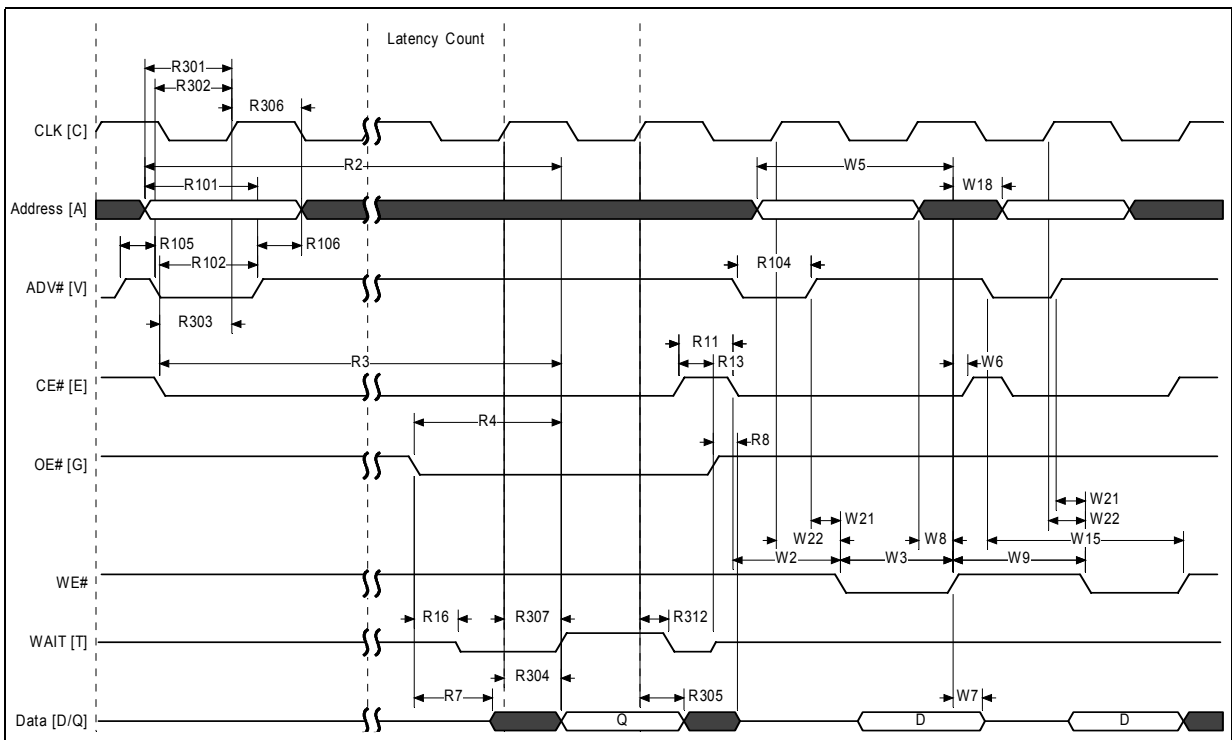 Latency Count
R301
R302
R306
CLK [C]
R2
W5
R101
W18
Address [A]
R105
R106
R102
R104
ADV# [V]
R303
R11
R3
R13
W6
CE# [E]
R4
R8
OE# [G]
W21
W21
W22
W22
W8
W15
W2
W3
W9
WE#
R16
R307
R312
WAIT [T]
R304
R7
R305
W7
Data [D/Q]
Q
D
D